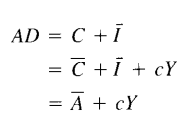 AD = C + Ī
= C̅ + Ī + cY
= A̅ + cY